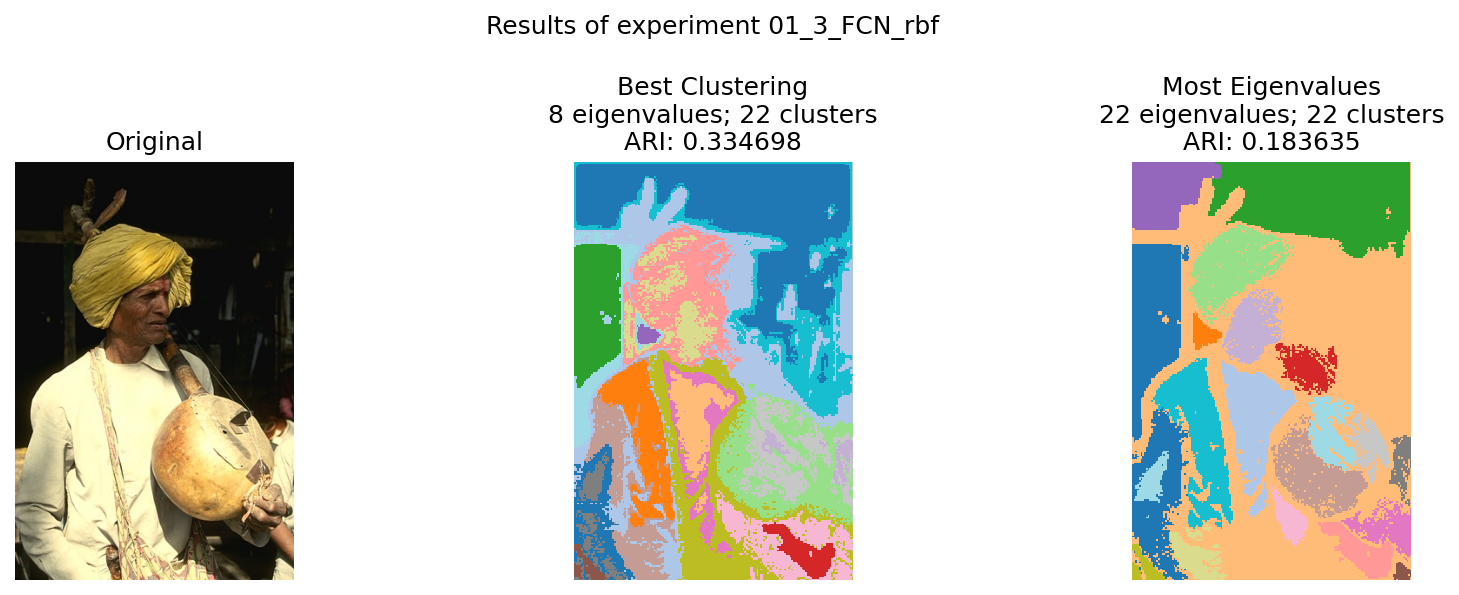 Results of experiment 01_3_FCN_rbf
Original
Best Clustering
8 eigenvalues; 22 clusters
ARI: 0.334698
Most Eigenvalues
22 eigenvalues; 22 clusters
ARI: 0.183635